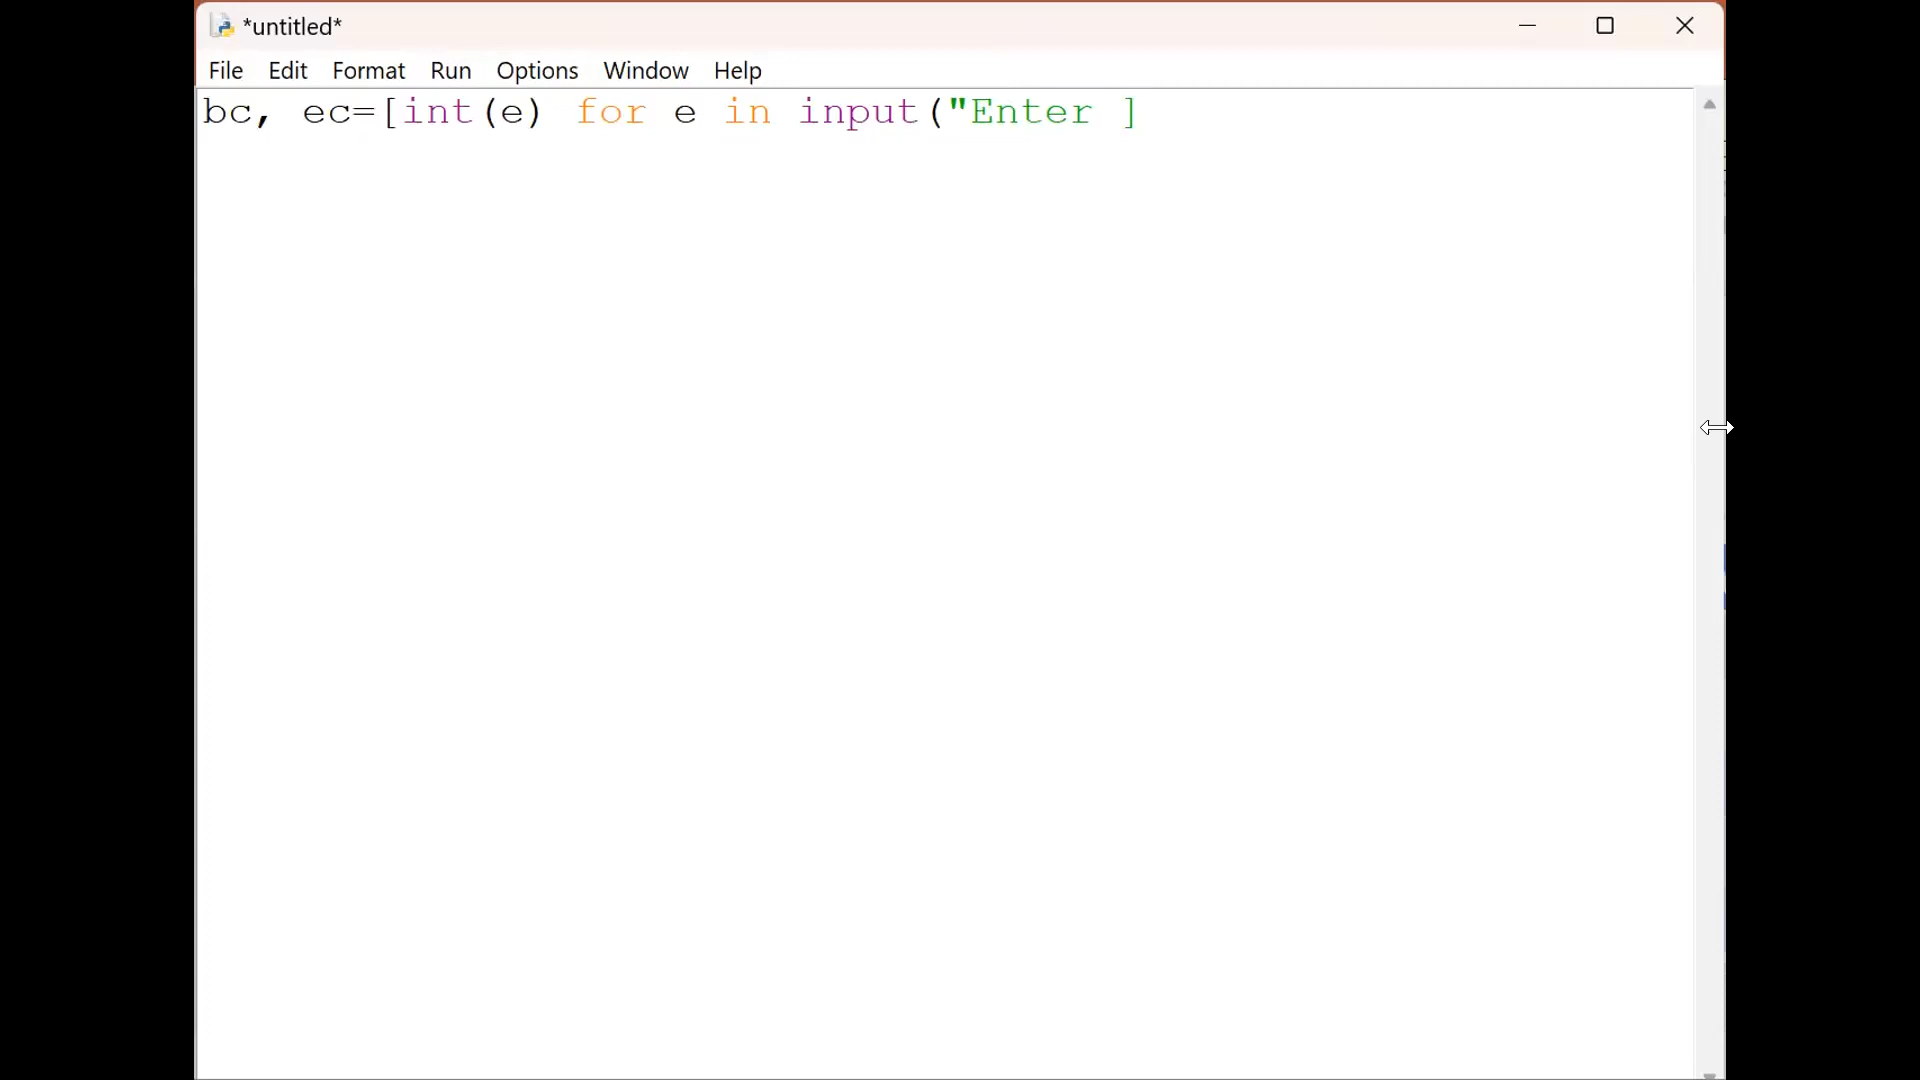 *untitled*
File Edit Format Run Options Window Help
bc, ec=[int(e) for e in input("Enter ]